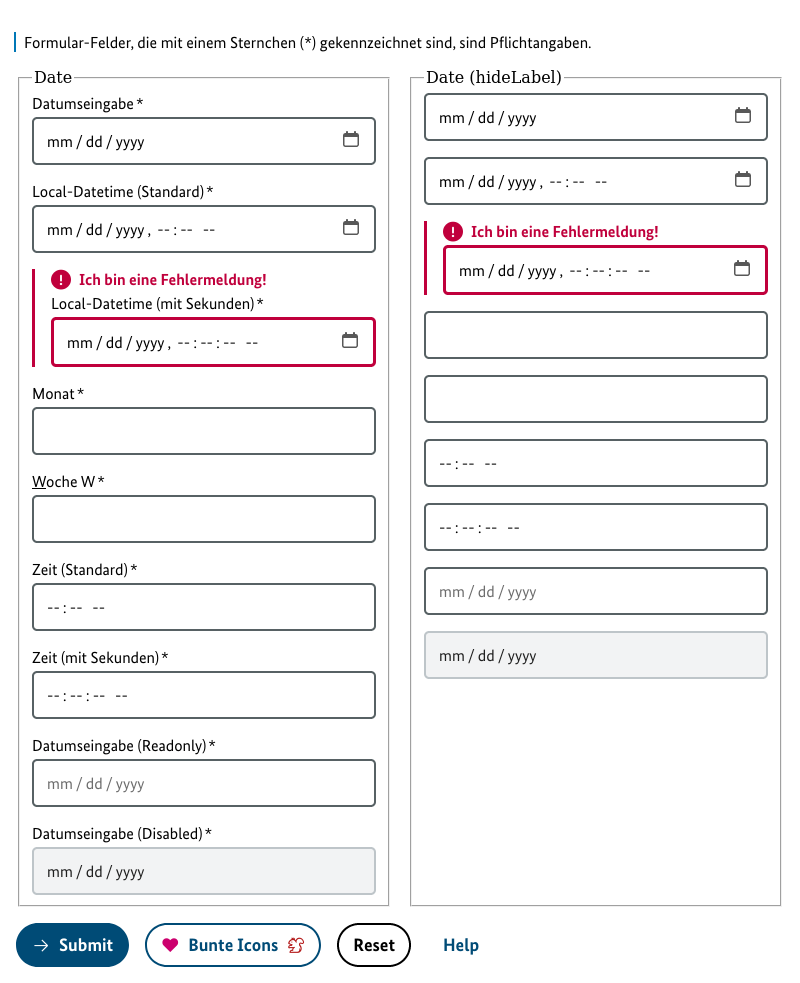 Formular-Felder, die mit einem Sternchen (*) gekennzeichnet sind, sind Pflichtangaben.
Date
Datumseingabe *
mm / dd / yyyy
Local-Datetime (Standard) *
mm / dd / yyyy , -- : -- --
Ich bin eine Fehlermeldung!
Local-Datetime (mit Sekunden) *
mm / dd / yyyy , -- : -- : -- --
Monat *
Woche W *
Zeit (Standard) *
-- : -- --
Zeit (mit Sekunden) *
-- : -- : -- --
Datumseingabe (Readonly) *
mm / dd / yyyy
Datumseingabe (Disabled) *
mm / dd / yyyy
Date (hideLabel)
mm / dd / yyyy
mm / dd / yyyy , -- : -- --
Ich bin eine Fehlermeldung!
mm / dd / yyyy , -- : -- : -- --
-- : -- --
-- : -- : -- --
mm / dd / yyyy
mm / dd / yyyy
Submit
Bunte Icons
Reset
Help